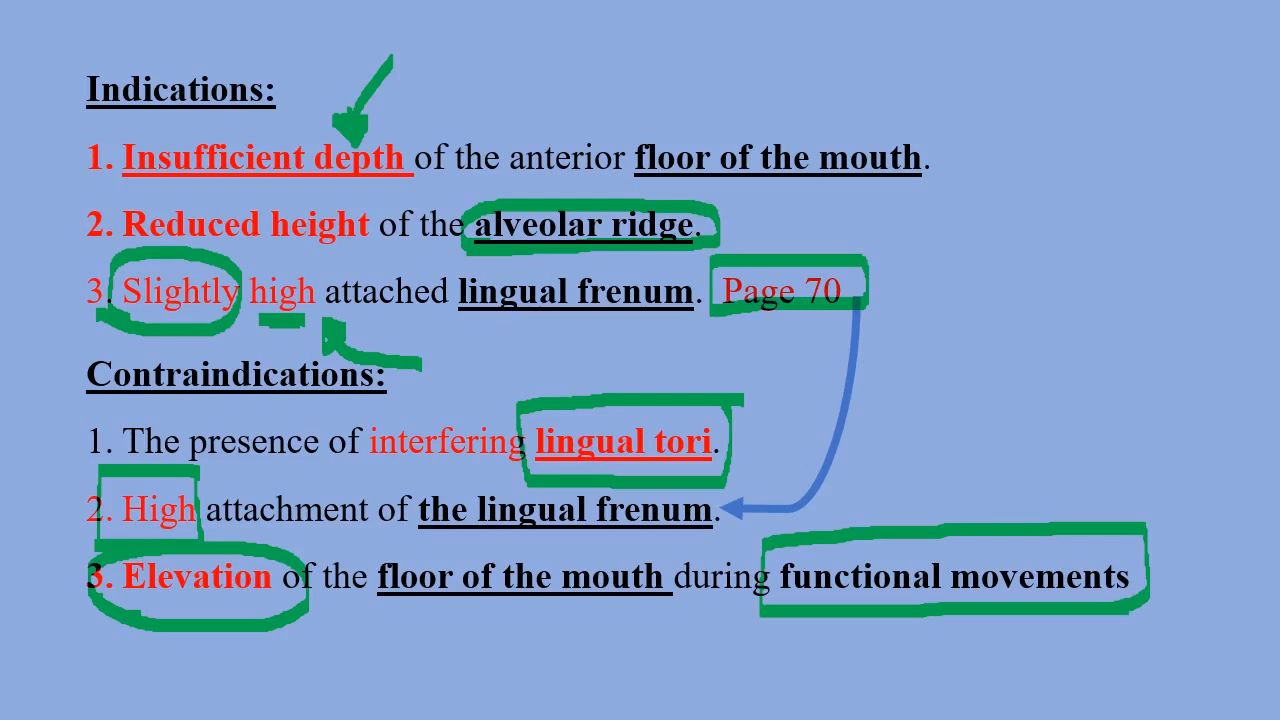 Indications:
1. Insufficient depth of the anterior floor of the mouth.
2. Reduced height of the alveolar ridge.
3. Slightly high attached lingual frenum. Page 70
Contraindications:
1. The presence of interfering lingual tori.
2. High attachment of the lingual frenum.
3. Elevation of the floor of the mouth during functional movements